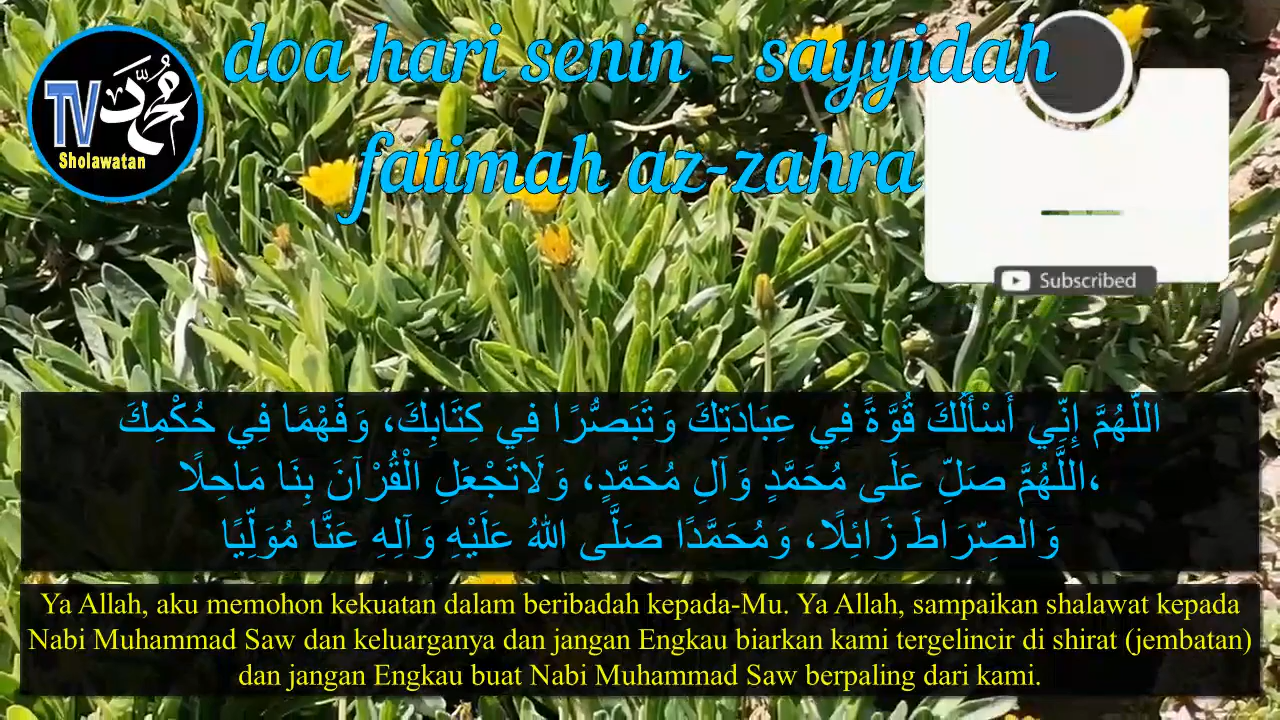 doa hari senin - sayyidah
fatimah az-zahra
TV
محمد
Sholawatan
Subscribed
اللَّهُمَّ إِنِّي أَسْأَلُكَ قُوَّةً فِي عِبَادَتِكَ وَتَبَصُّرًا فِي كِتَابِكَ، وَفَهْمًا فِي حُكْمِكَ
،اللَّهُمَّ صَلِّ عَلَى مُحَمَّدٍ وَآلِ مُحَمَّدٍ، وَلَاتَجْعَلِ الْقُرْآنَ بِنَا مَاحِلًا
وَالصِّرَاطَ زَائِلًا، وَمُحَمَّدًا صَلَّى اللهُ عَلَيْهِ وَآلِهِ عَنَّا مُوَلِّيًا
Ya Allah, aku memohon kekuatan dalam beribadah kepada-Mu. Ya Allah, sampaikan shalawat kepada
Nabi Muhammad Saw dan keluarganya dan jangan Engkau biarkan kami tergelincir di shirat (jembatan)
dan jangan Engkau buat Nabi Muhammad Saw berpaling dari kami.